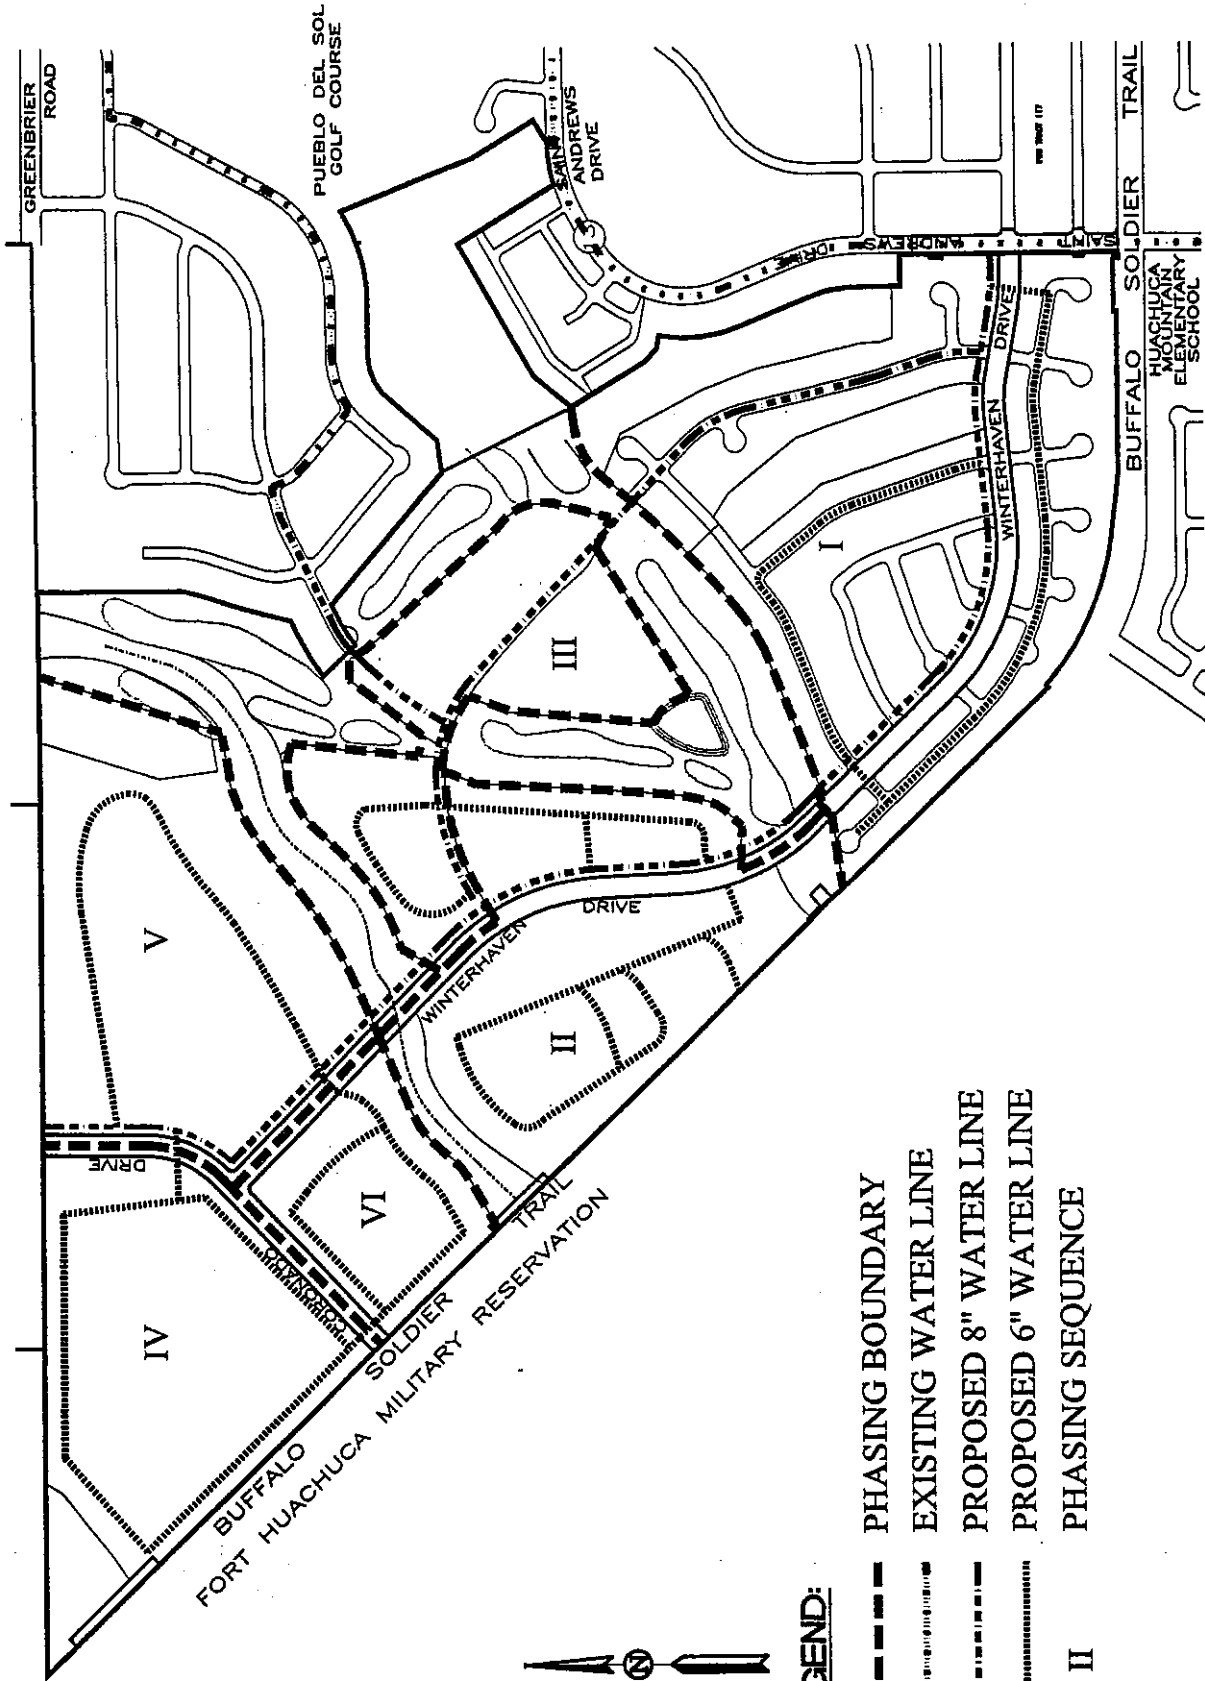 GREENBRIER
ROAD
PUEBLO DEL SOL
GOLF COURSE
SAINT
ANDREWS
DRIVE
13
SAINT ANDREWS DRIVE
BUFFALO SOLDIER TRAIL
HUACHUCA
MOUNTAIN
ELEMENTARY
SCHOOL
WINTERHAVEN DRIVE
I
III
V
WINTERHAVEN
DRIVE
II
DRIVE
CORONADO
VI
IV
BUFFALO SOLDIER TRAIL
FORT HUACHUCA MILITARY RESERVATION
N
GEND:
PHASING BOUNDARY
EXISTING WATER LINE
PROPOSED 8" WATER LINE
PROPOSED 6" WATER LINE
II PHASING SEQUENCE